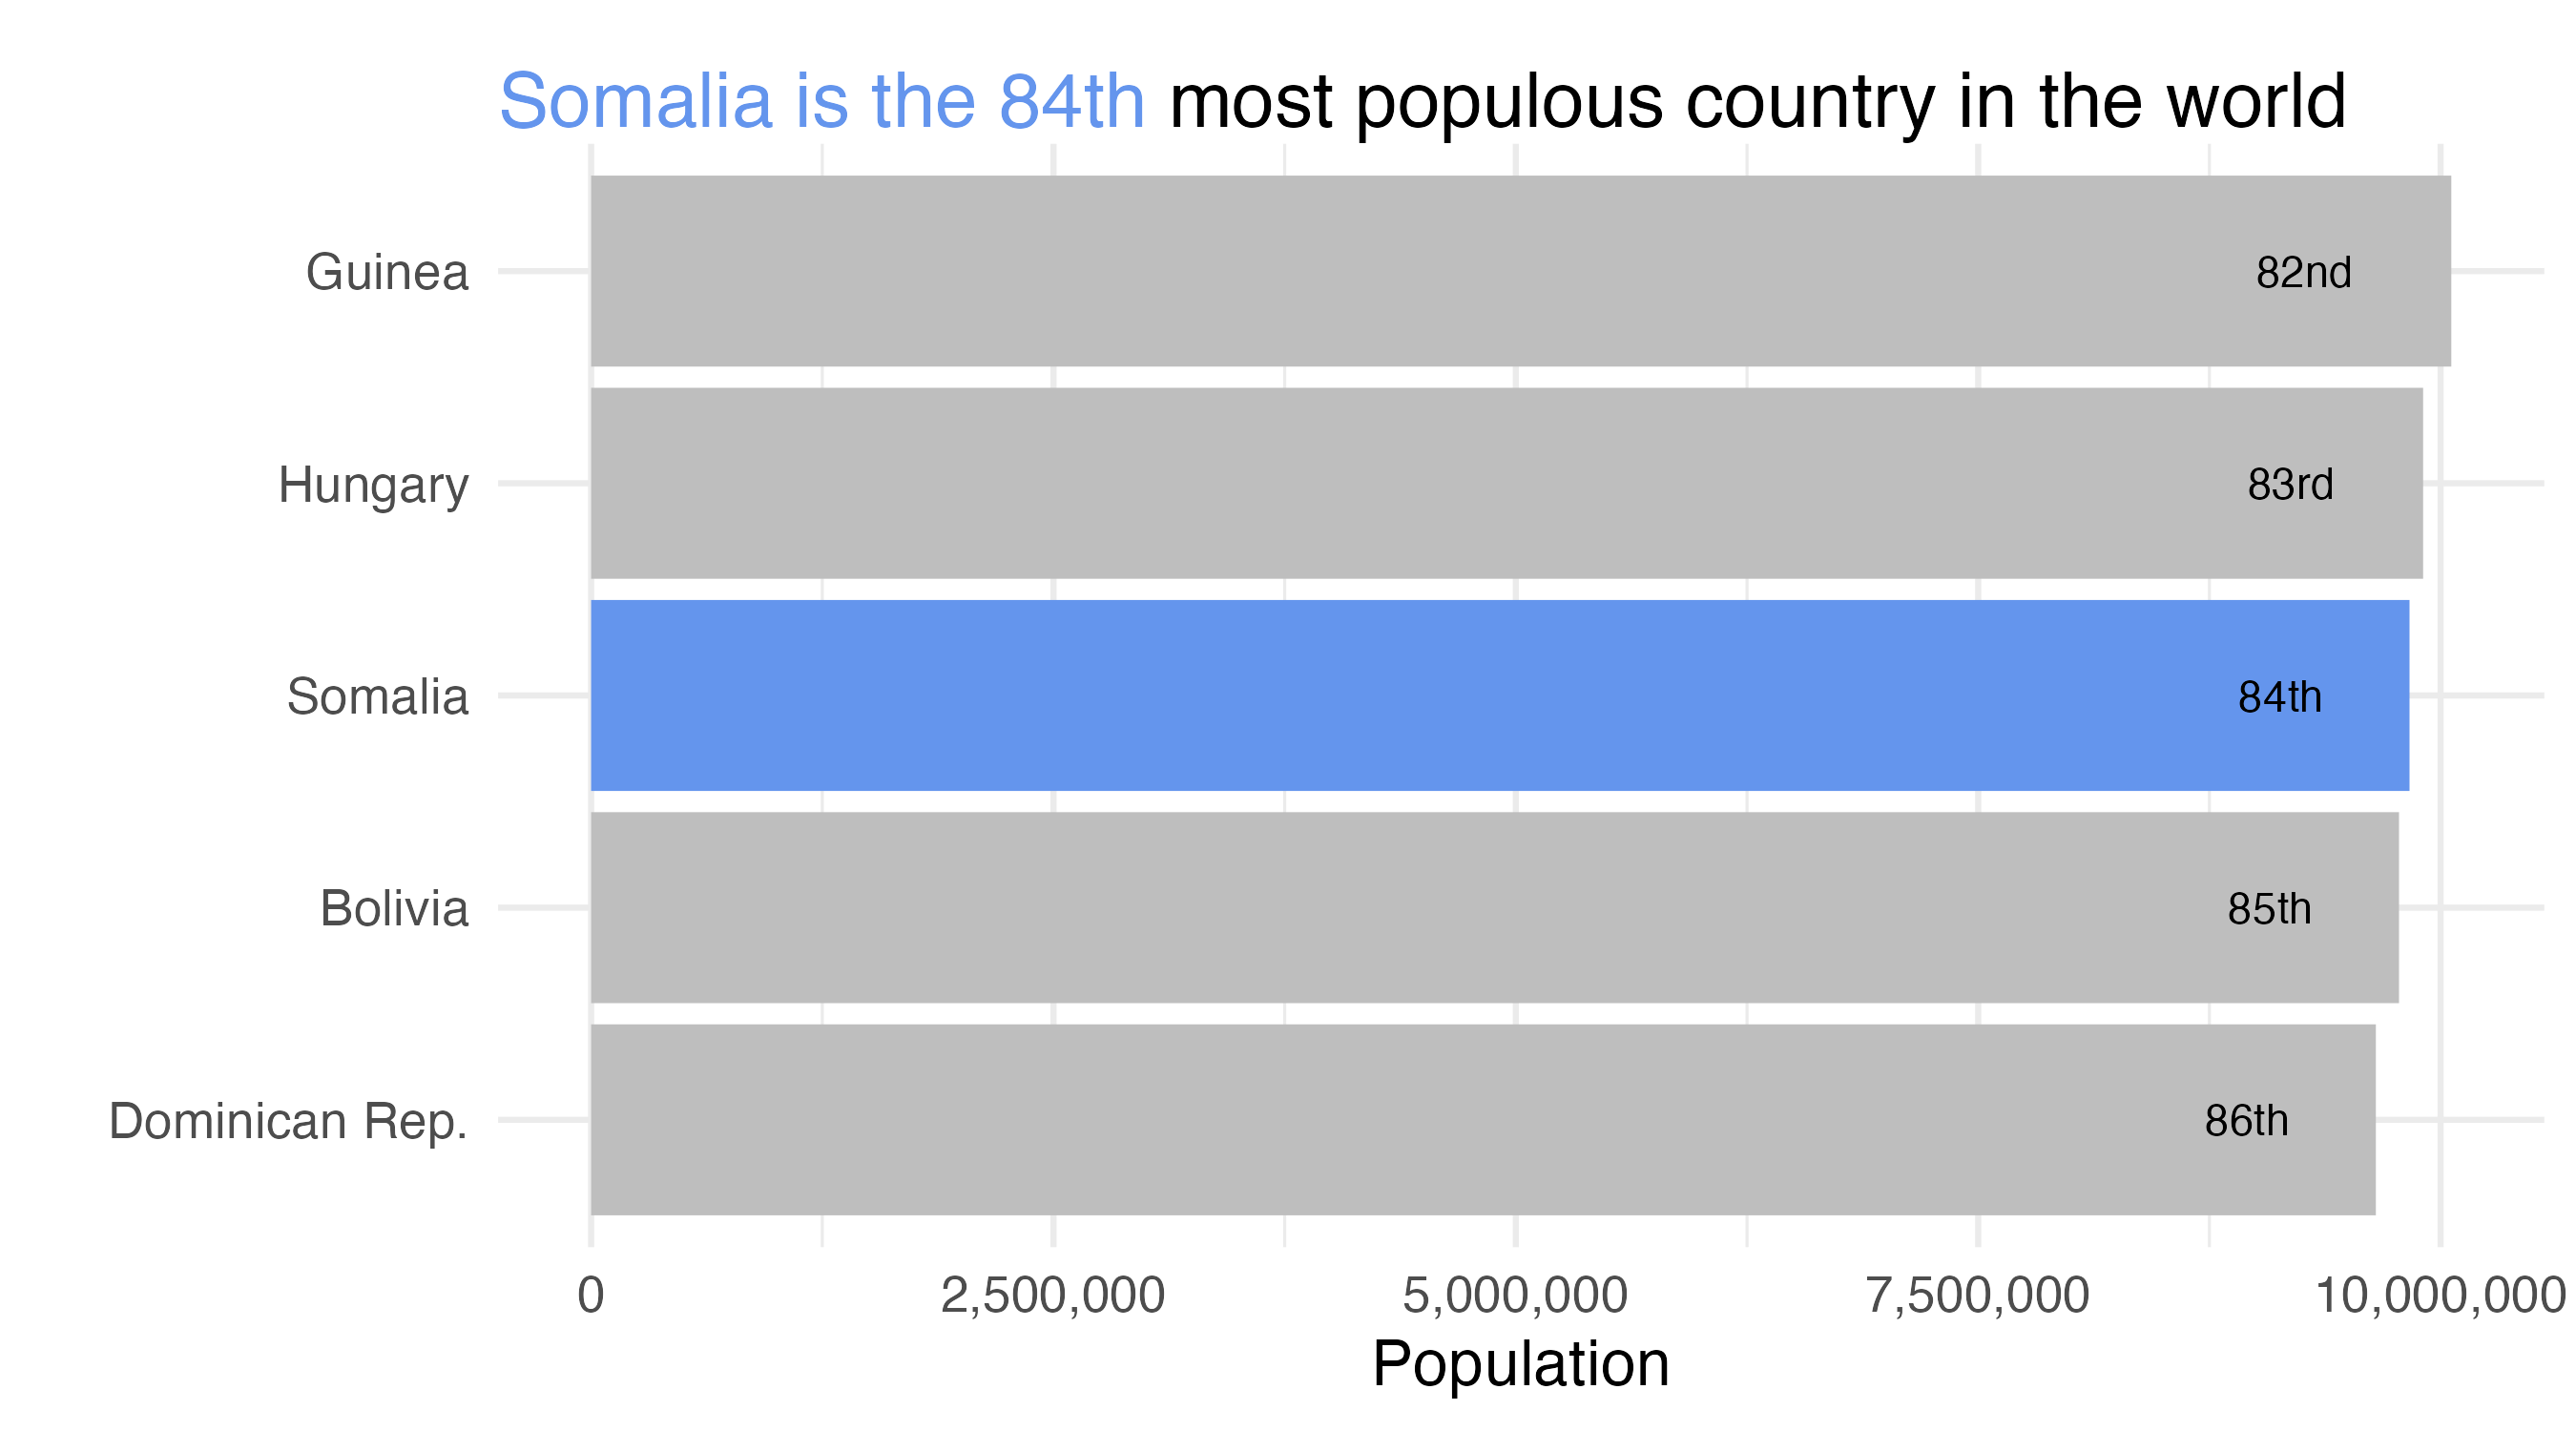 Somalia is the 84th most populous country in the world
Guinea 82nd
Hungary 83rd
Somalia 84th
Bolivia 85th
Dominican Rep. 86th
0 2,500,000 5,000,000 7,500,000 10,000,000
Population